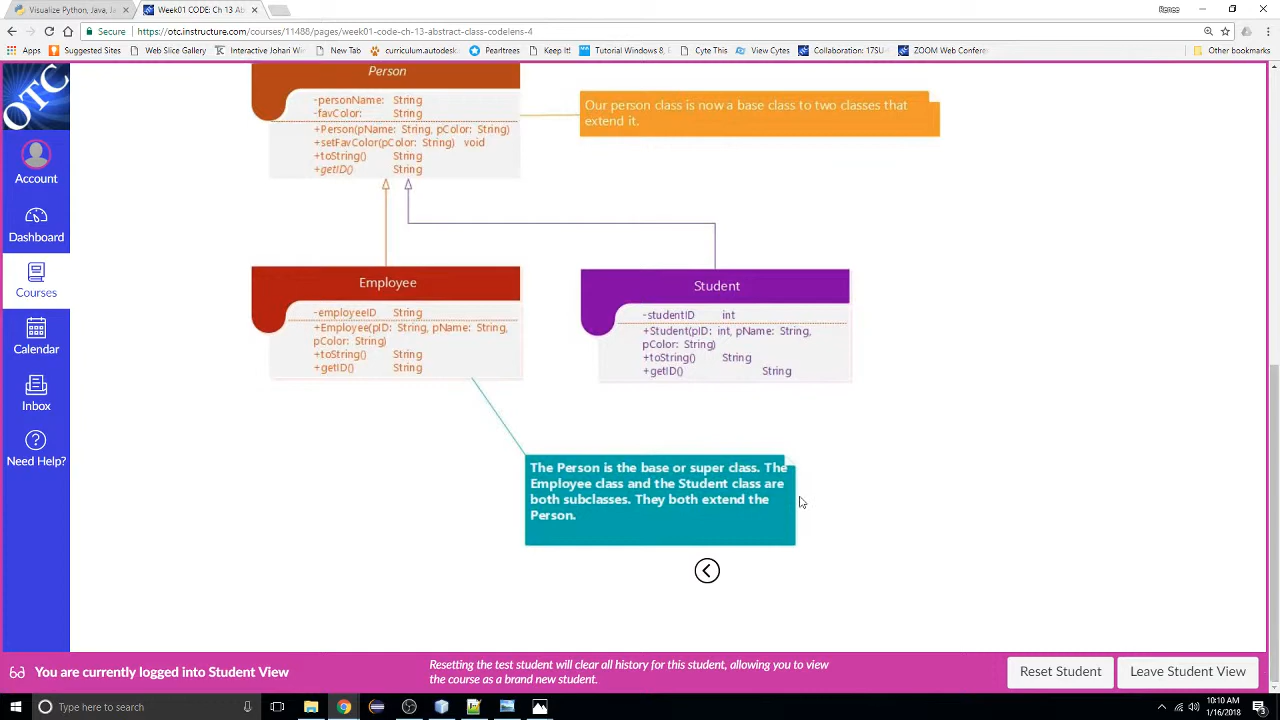 Visualize Python, Java,
Week01 CODE: Ch 13 Ab
Secure
https://otc.instructure.com/courses/11488/pages/week01-code-ch-13-abstract-class-codelens-4
Apps
Suggested Sites
Web Slice Gallery
Interactive Johari Win
New Tab
curriculum.autodesk.
Pearltrees
Keep It!
Tutorial Windows &
Cyte This
View Cytes
Collaboration: 17SU-
ZOOM Web Confere
Other bookmarks
OTC
Account
Dashboard
Courses
Calendar
Inbox
Need Help?
Person
-personName: String
-favColor: String
+Person(pName: String, pColor: String)
+setFavColor(pColor: String) void
+toString() String
+getID() String
Our person class is now a base class to two classes that
extend it.
Employee
-employeeID String
+Employee(pID: String, pName: String,
pColor: String)
+toString() String
+getID() String
Student
-studentID int
+Student(pID: int, pName: String,
pColor: String)
+toString() String
+getID() String
The Person is the base or super class. The
Employee class and the Student class are
both subclasses. They both extend the
Person.
You are currently logged into Student View
Resetting the test student will clear all history for this student, allowing you to view
the course as a brand new student.
Reset Student
Leave Student View
Type here to search
10:10 AM
1/16/2018